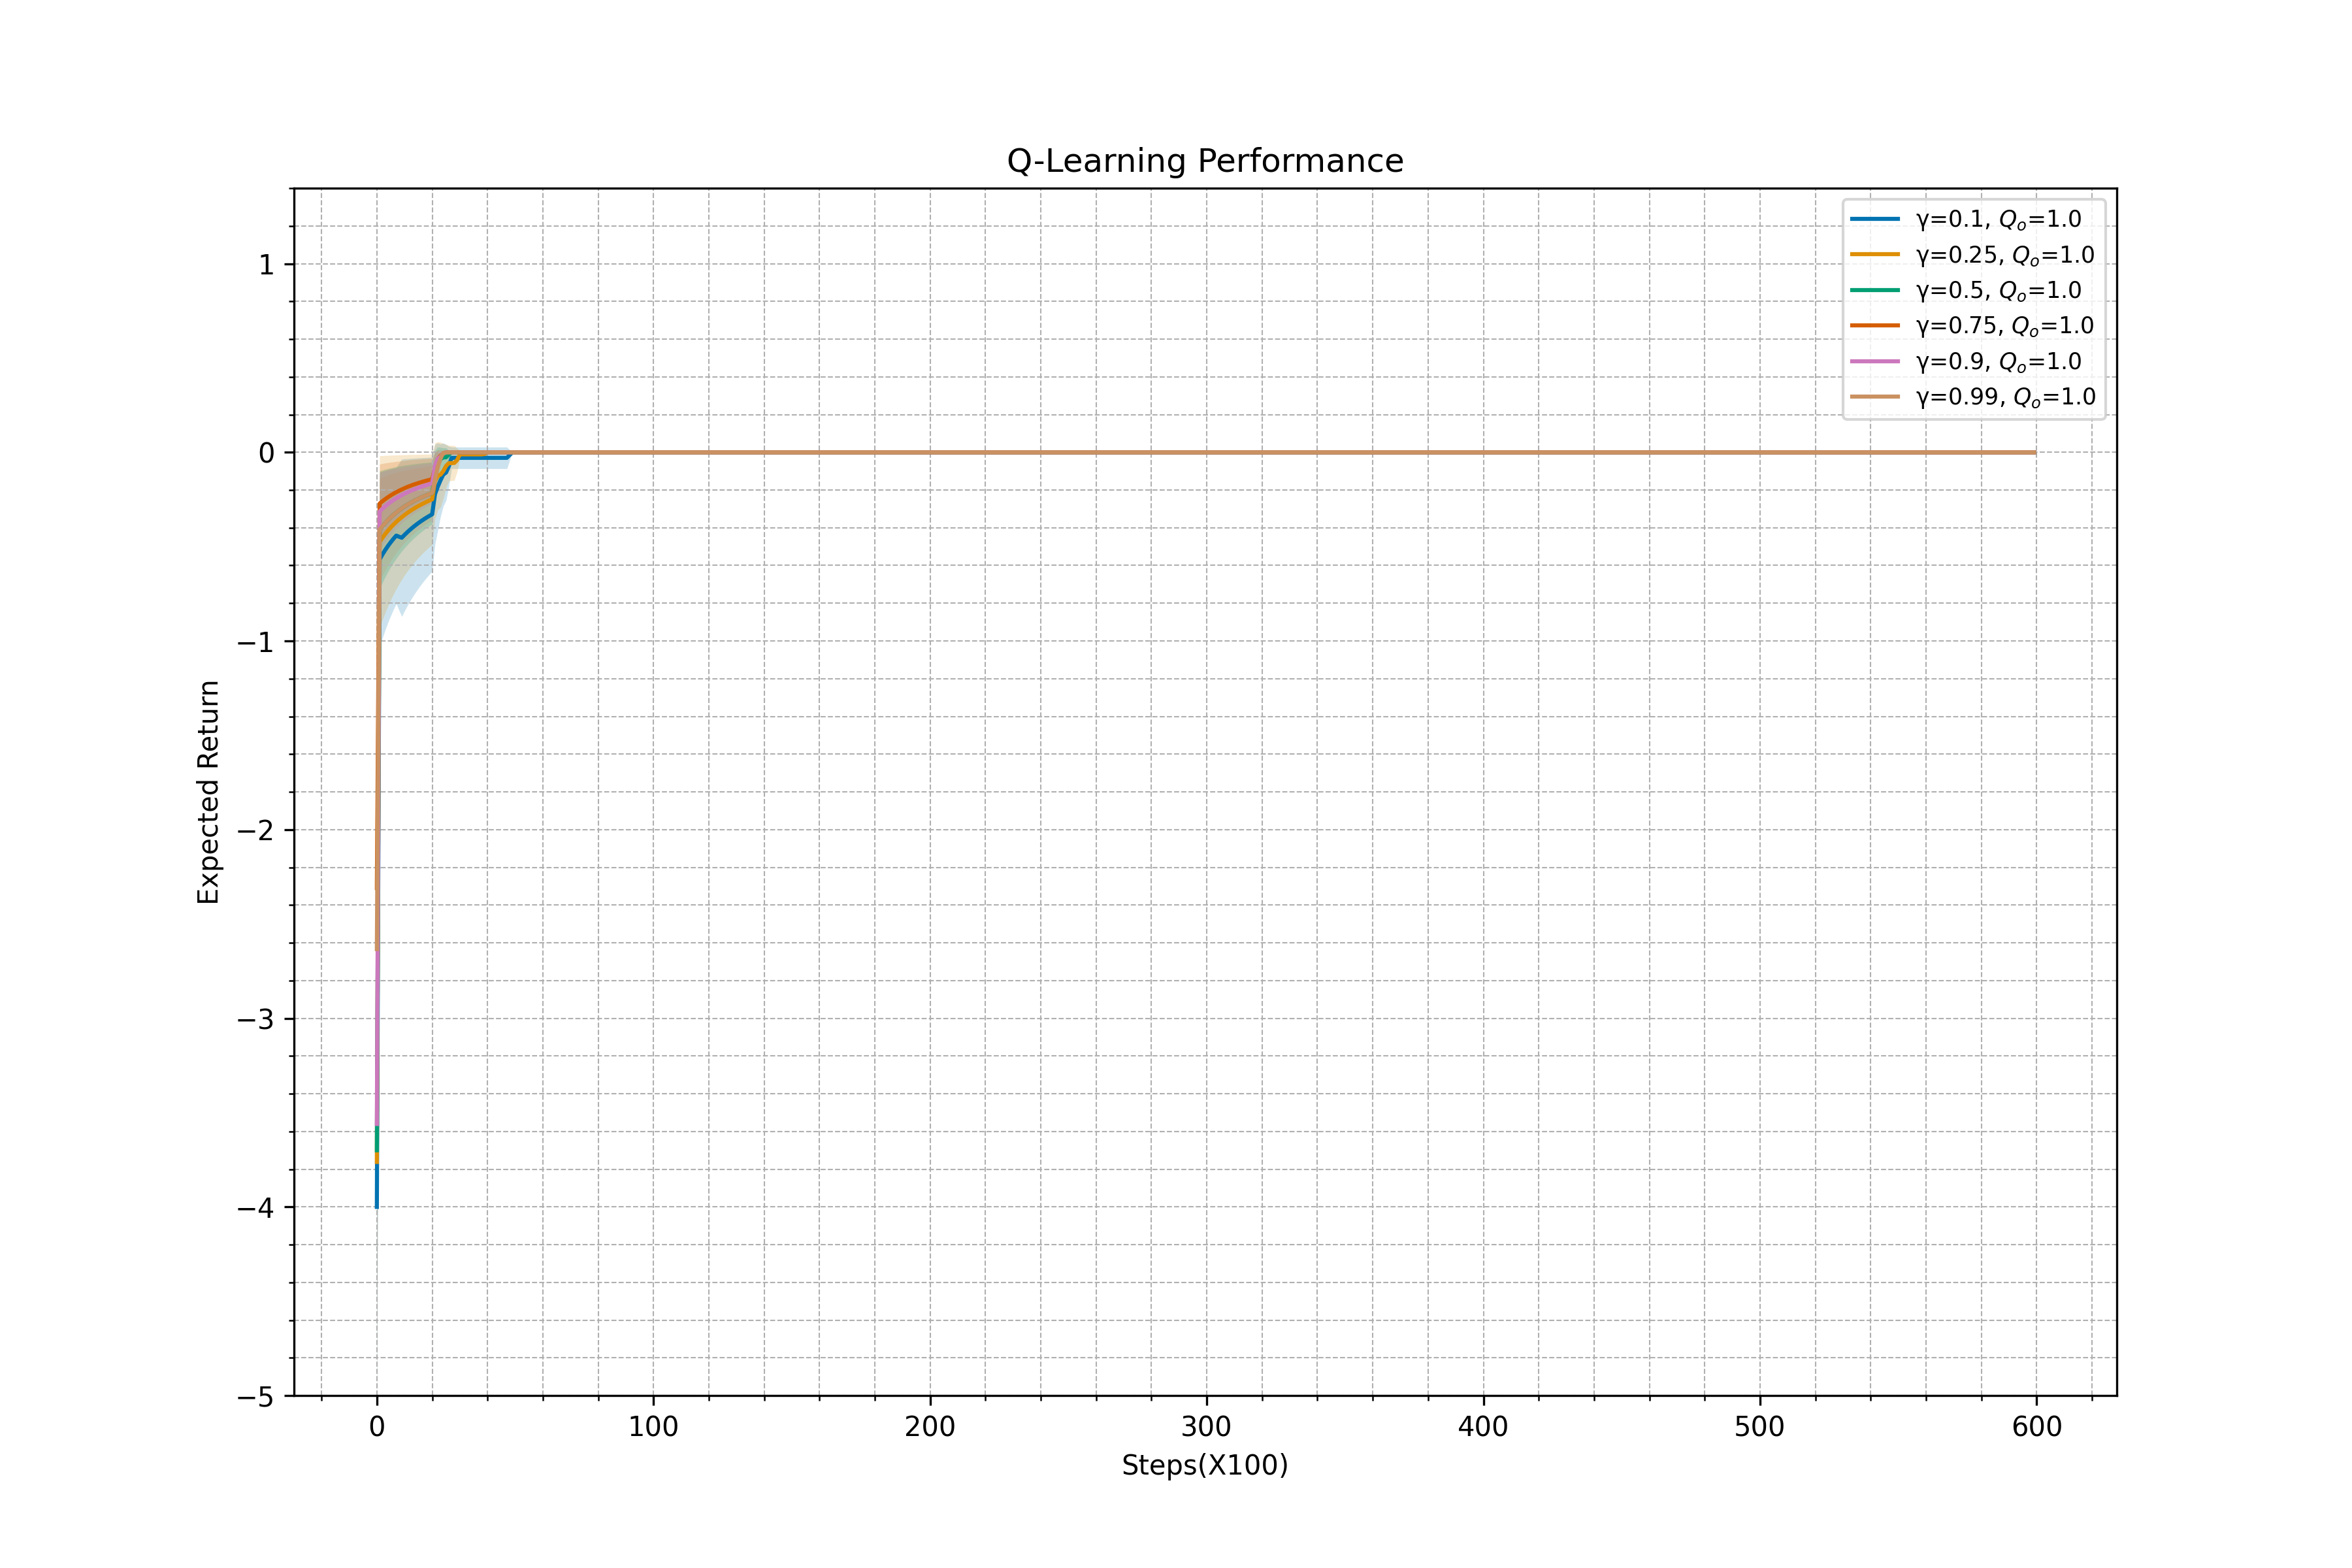 Q-Learning Performance
γ=0.1, Qₒ=1.0
γ=0.25, Qₒ=1.0
γ=0.5, Qₒ=1.0
γ=0.75, Qₒ=1.0
γ=0.9, Qₒ=1.0
γ=0.99, Qₒ=1.0
1
0
−1
−2
−3
−4
−5
Expected Return
0 100 200 300 400 500 600
Steps(X100)